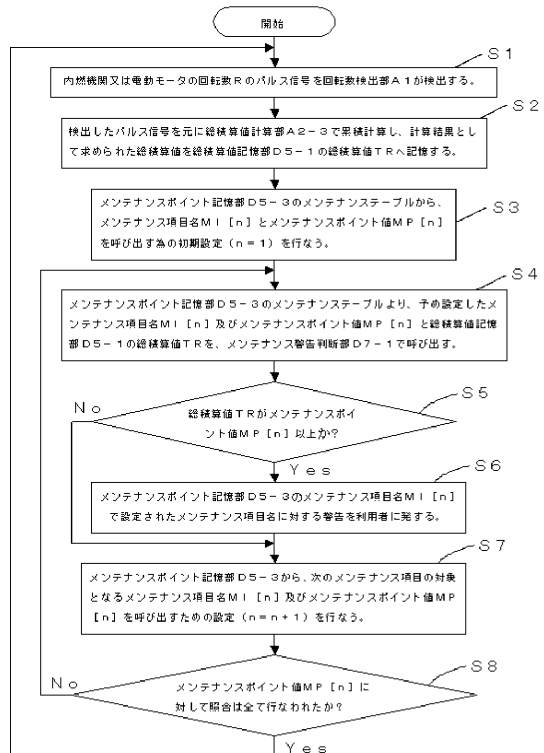 開始
S1
内燃機関又は電動モータの回転数Rのパルス信号を回転数検出部A1が検出する。
S2
検出したパルス信号を元に総積算値計算部A2-3で累積計算し、計算結果とし
て求められた総積算値を総積算値記憶部D5-1の総積算値TRへ記憶する。
S3
メンテナンスポイント記憶部D5-3のメンテナンステーブルから、
メンテナンス項目名MI[n]とメンテナンスポイント値MP[n]
を呼び出す為の初期設定(n=1)を行なう。
S4
メンテナンスポイント記憶部D5-3のメンテナンステーブルより、予め設定したメ
ンテナンス項目名MI[n]及びメンテナンスポイント値MP[n]と総積算値記憶
部D5-1の総積算値TRを、メンテナンス警告判断部D7-1で呼び出す。
S5
No
総積算値TRがメンテナンスポイ
ント値MP[n]以上か?
Yes
S6
メンテナンスポイント記憶部D5-3のメンテナンス項目名MI[n]
で設定されたメンテナンス項目名に対する警告を利用者に発する。
S7
メンテナンスポイント記憶部D5-3から、次のメンテナンス項目の対象
となるメンテナンス項目名MI[n]及びメンテナンスポイント値MP
[n]を呼び出すための設定(n=n+1)を行なう。
S8
No
メンテナンスポイント値MP[n]に
対して照合は全て行なわれたか?
Yes